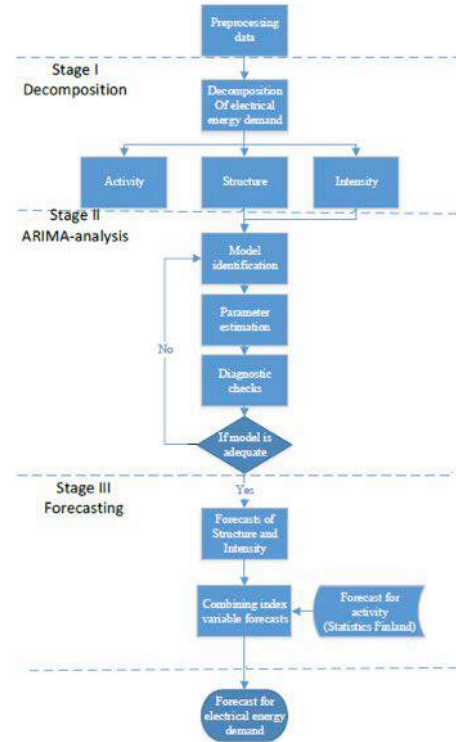 Preprocessing
data
Stage I
Decomposition
Decomposition
Of electrical
energy demand
Activity
Structure
Intensity
Stage II
ARIMA-analysis
Model
identification
Parameter
estimation
No
Diagnostic
checks
If model is
adequate
Yes
Stage III
Forecasting
Forecasts of
Structure and
Intensity
Combining index
variable forecasts
Forecast for
activity
(Statistics Finland)
Forecast for
electrical energy
demand